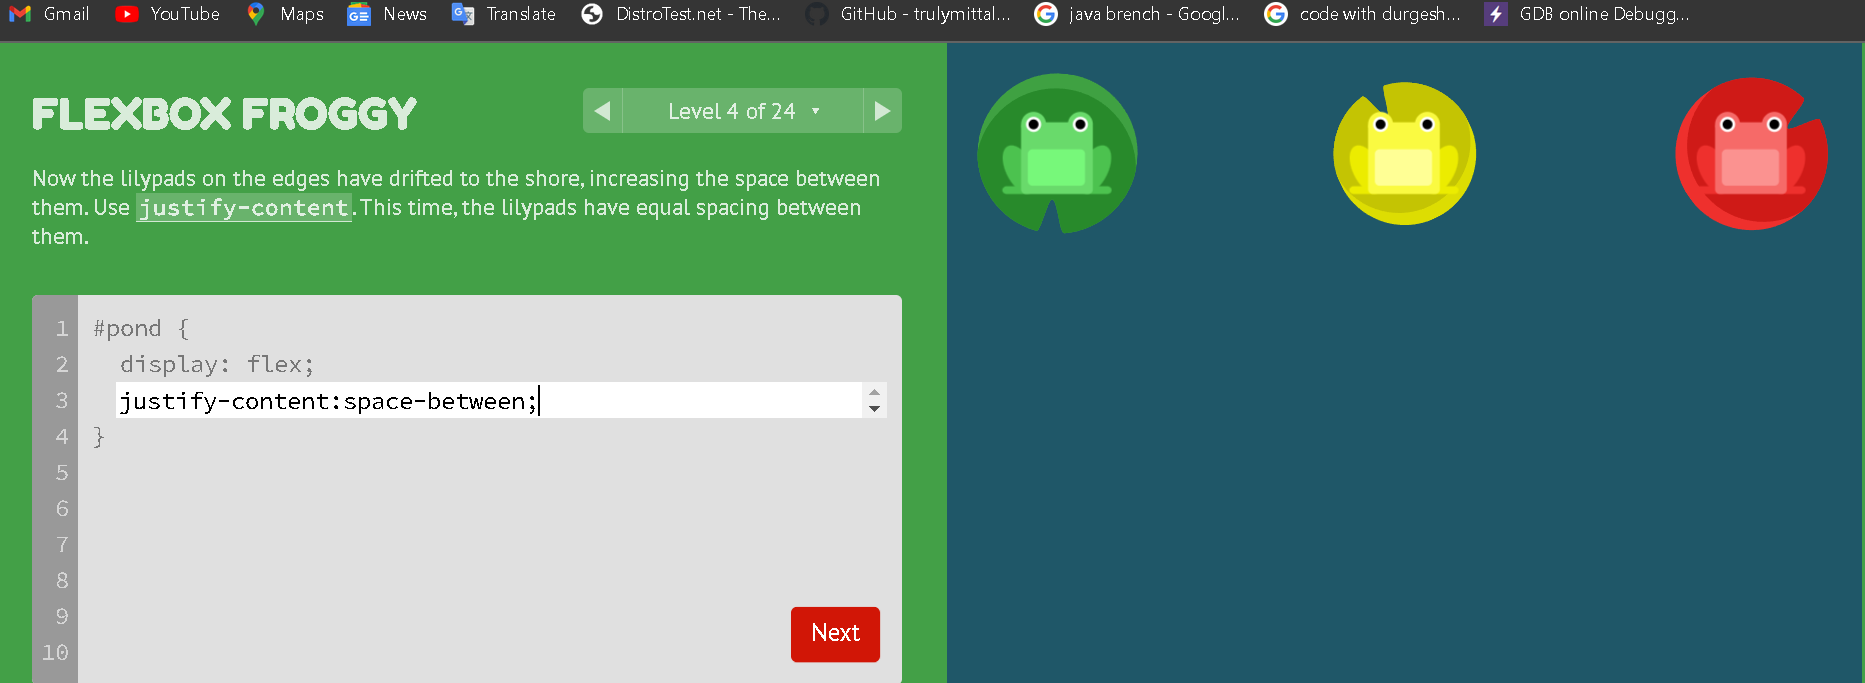 Gmail YouTube Maps News Translate DistroTest.net - The... GitHub - trulymittal... java brench - Googl... code with durgesh... GDB online Debugg...
FLEXBOX FROGGY
Level 4 of 24
Now the lilypads on the edges have drifted to the shore, increasing the space between
them. Use justify-content. This time, the lilypads have equal spacing between
them.
1 #pond {
2 display: flex;
3 justify-content:space-between;
4 }
5
6
7
8
9
10
Next